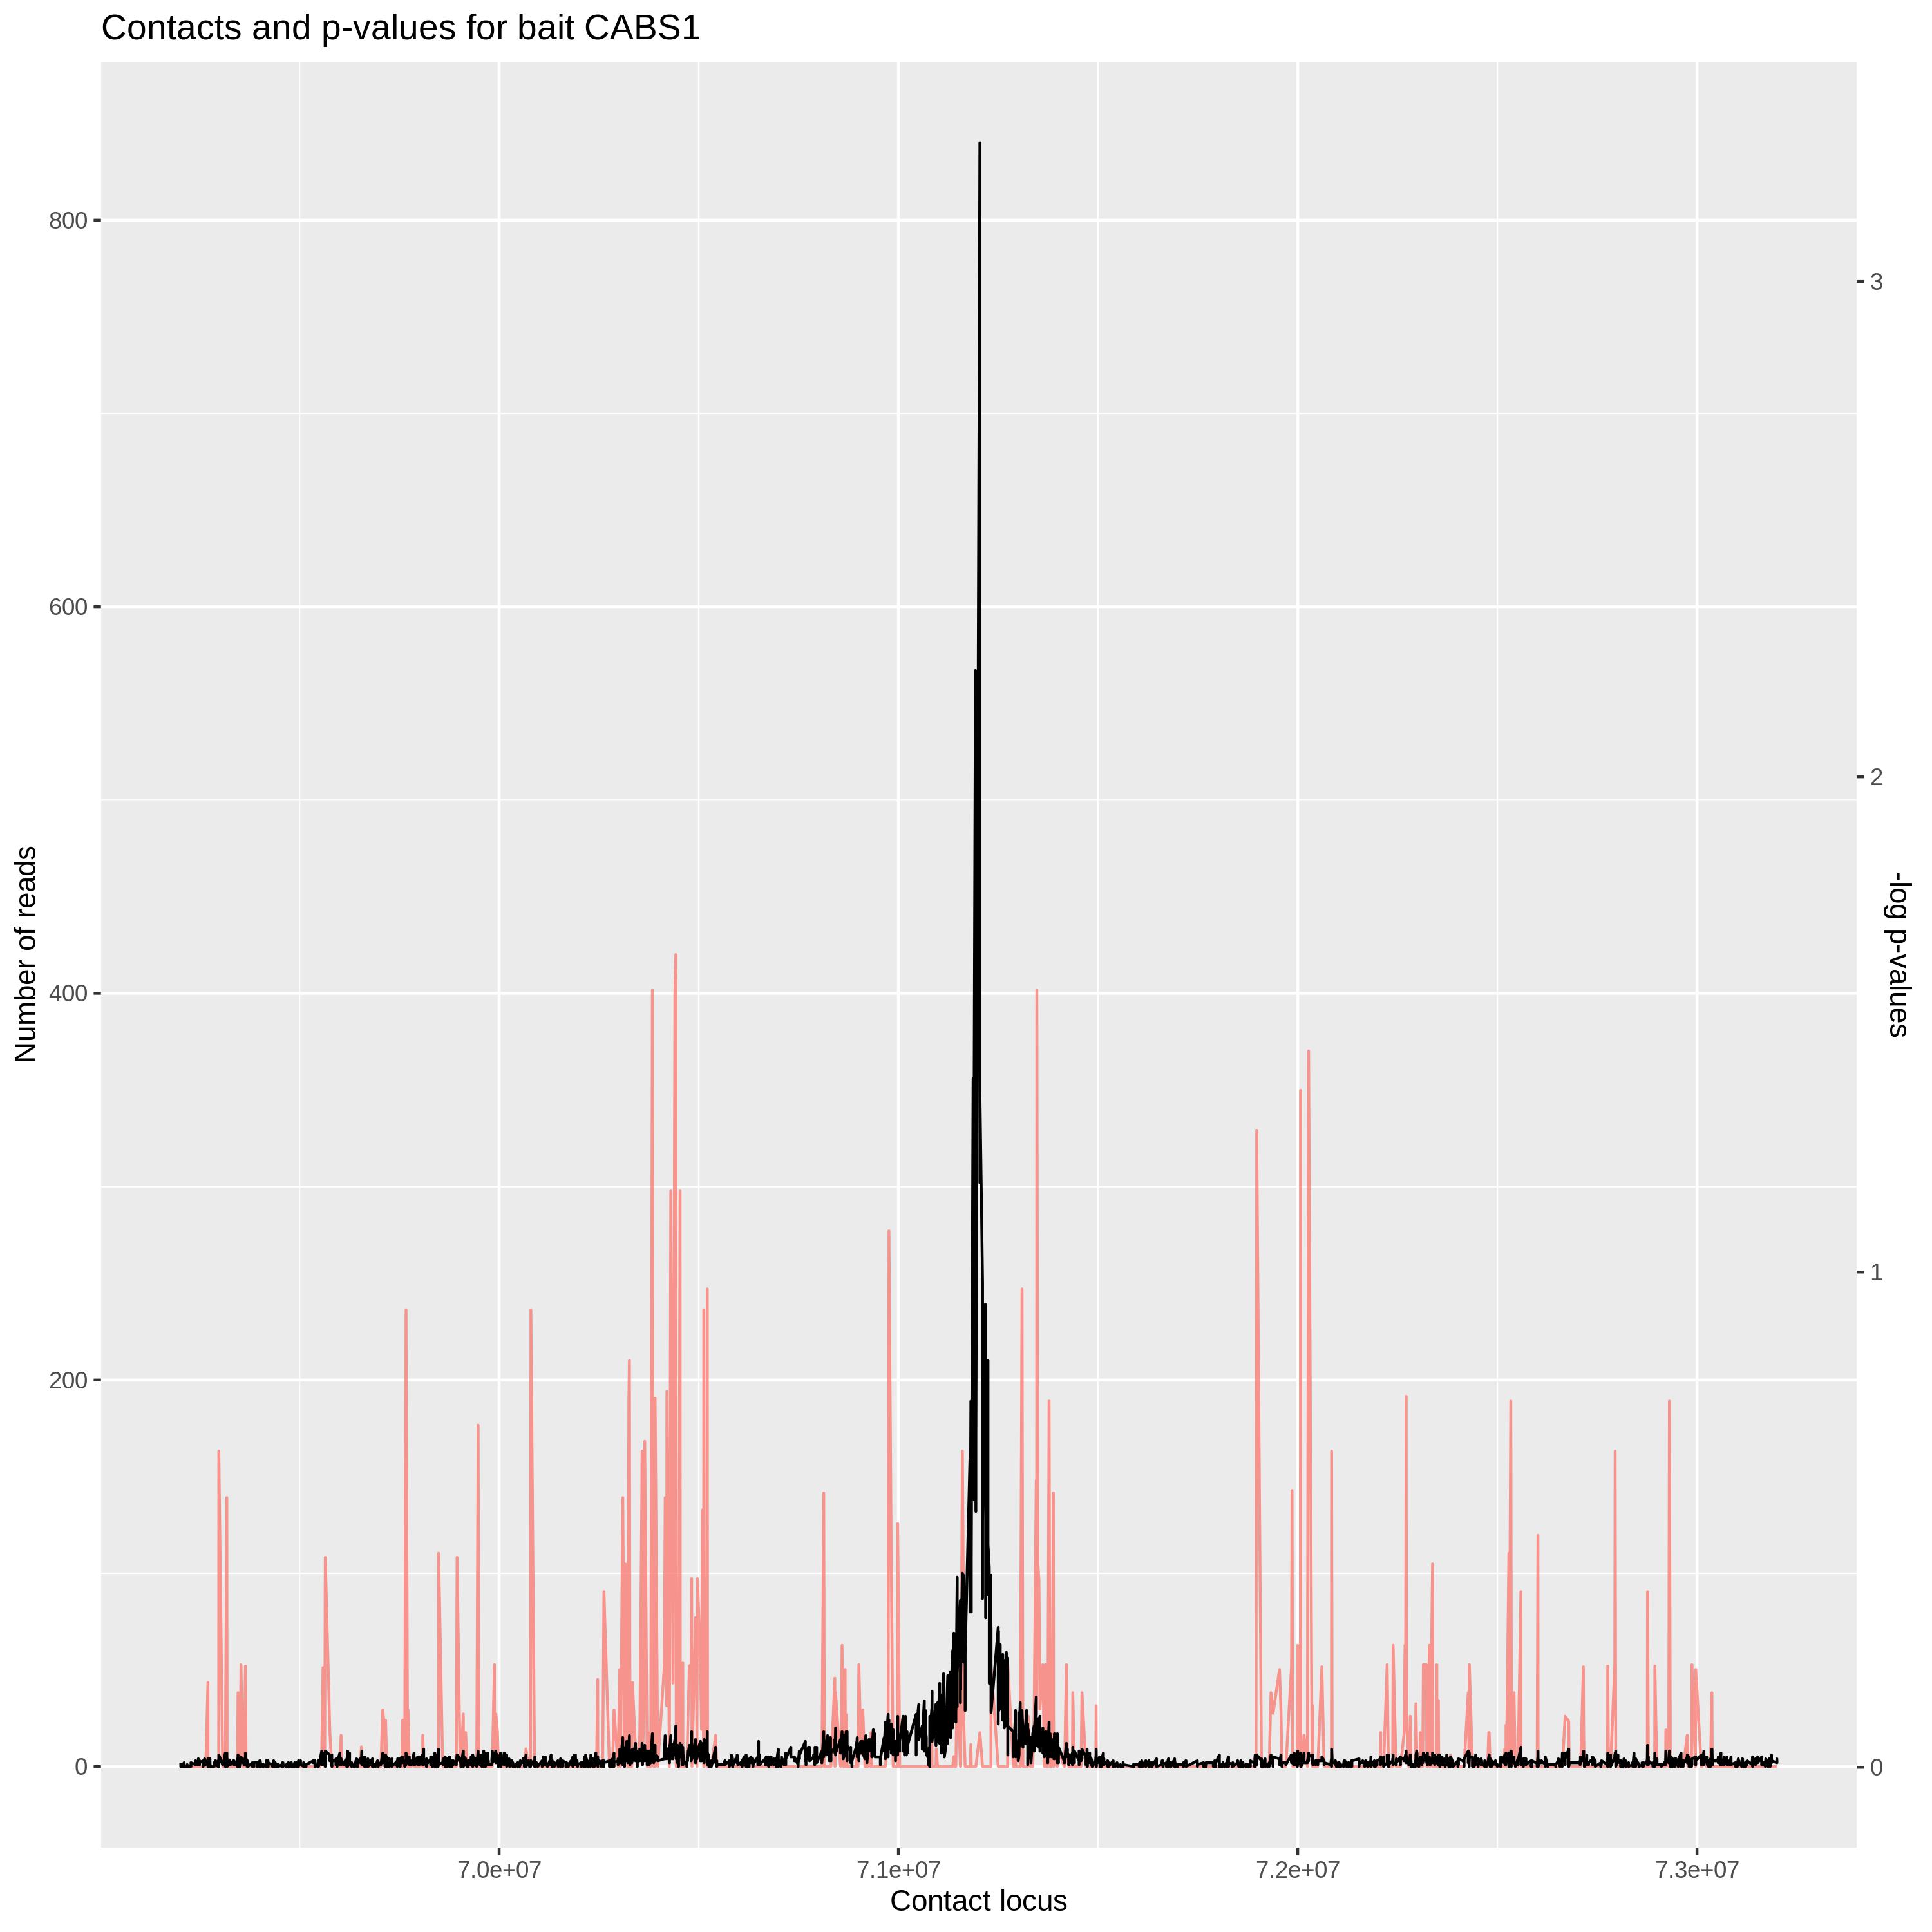 Contacts and p-values for bait CABS1
800
600
400
200
0
Number of reads
3
2
1
0
-log p-values
7.0e+07
7.1e+07
7.2e+07
7.3e+07
Contact locus